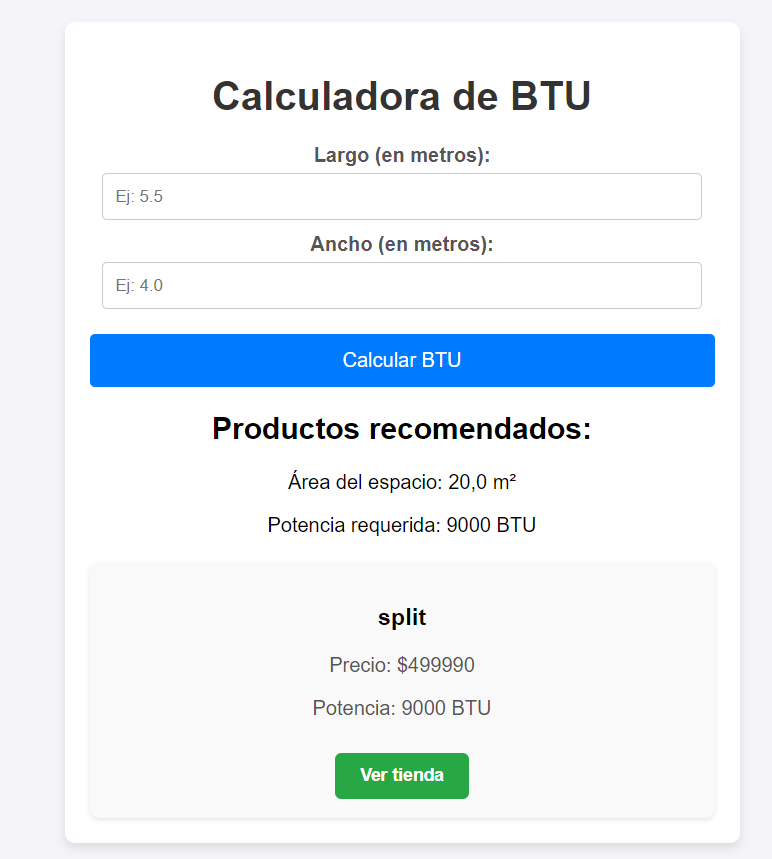 Calculadora de BTU
Largo (en metros):
Ej: 5.5
Ancho (en metros):
Ej: 4.0
Calcular BTU
Productos recomendados:
Área del espacio: 20,0 m²
Potencia requerida: 9000 BTU
split
Precio: $499990
Potencia: 9000 BTU
Ver tienda